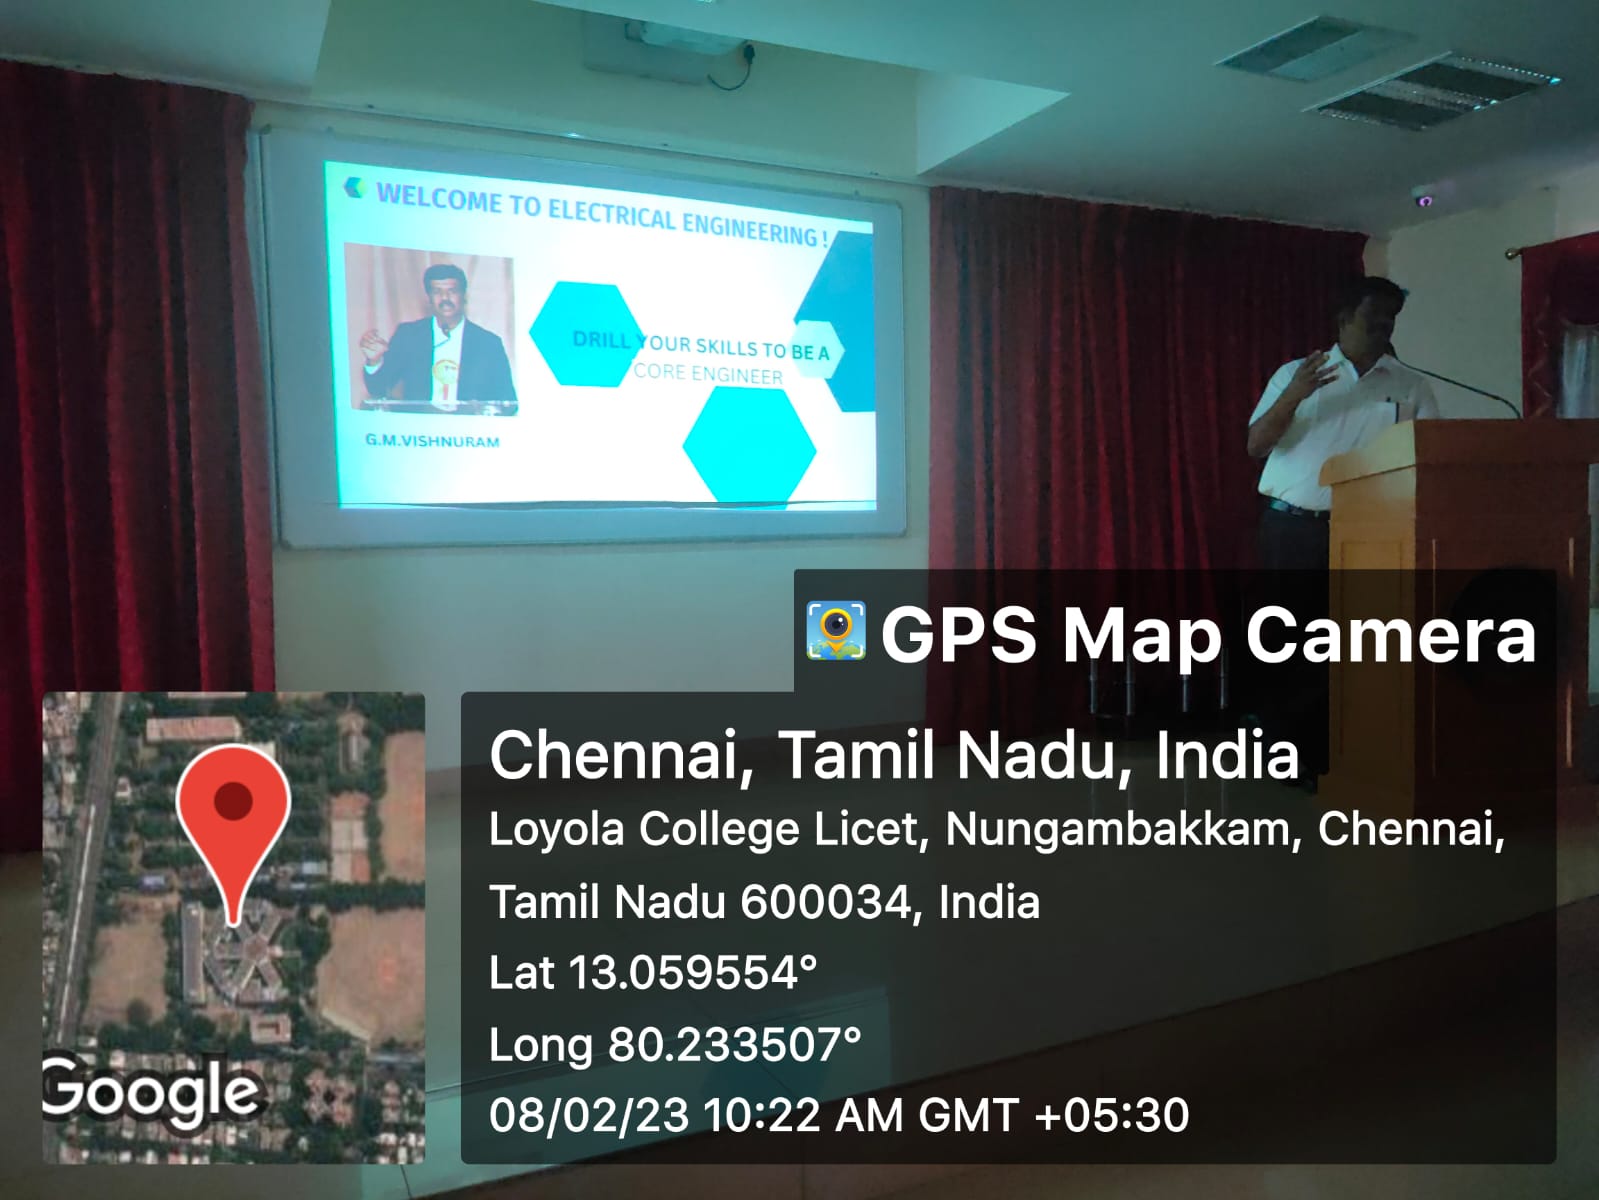 WELCOME TO ELECTRICAL ENGINEERING !
DRILL YOUR SKILLS TO BE A
CORE ENGINEER
G.M.VISHNURAM
GPS Map Camera
Chennai, Tamil Nadu, India
Loyola College Licet, Nungambakkam, Chennai,
Tamil Nadu 600034, India
Lat 13.059554°
Long 80.233507°
08/02/23 10:22 AM GMT +05:30
Google